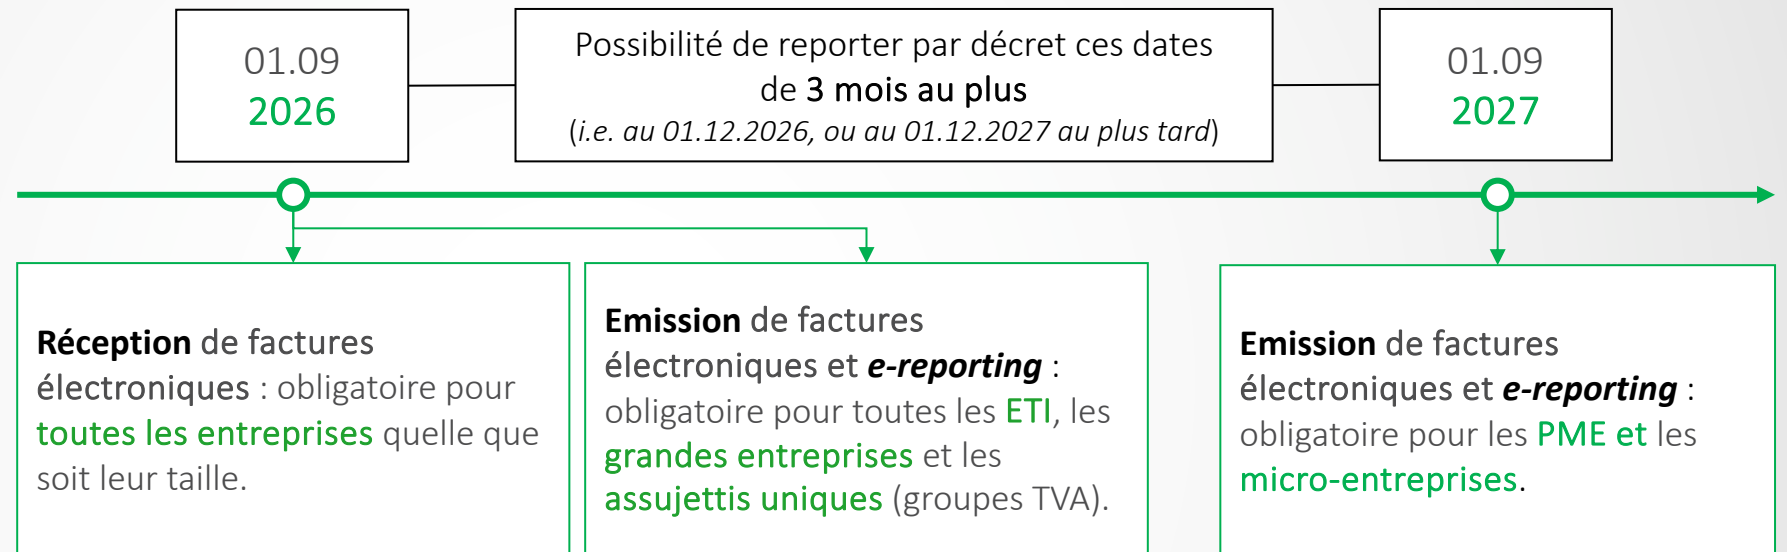 01.09
2026
Possibilité de reporter par décret ces dates
de 3 mois au plus
(i.e. au 01.12.2026, ou au 01.12.2027 au plus tard)
01.09
2027
Réception de factures
électroniques : obligatoire pour
toutes les entreprises quelle que
soit leur taille.
Emission de factures
électroniques et e-reporting :
obligatoire pour toutes les ETI, les
grandes entreprises et les
assujettis uniques (groupes TVA).
Emission de factures
électroniques et e-reporting :
obligatoire pour les PME et les
micro-entreprises.